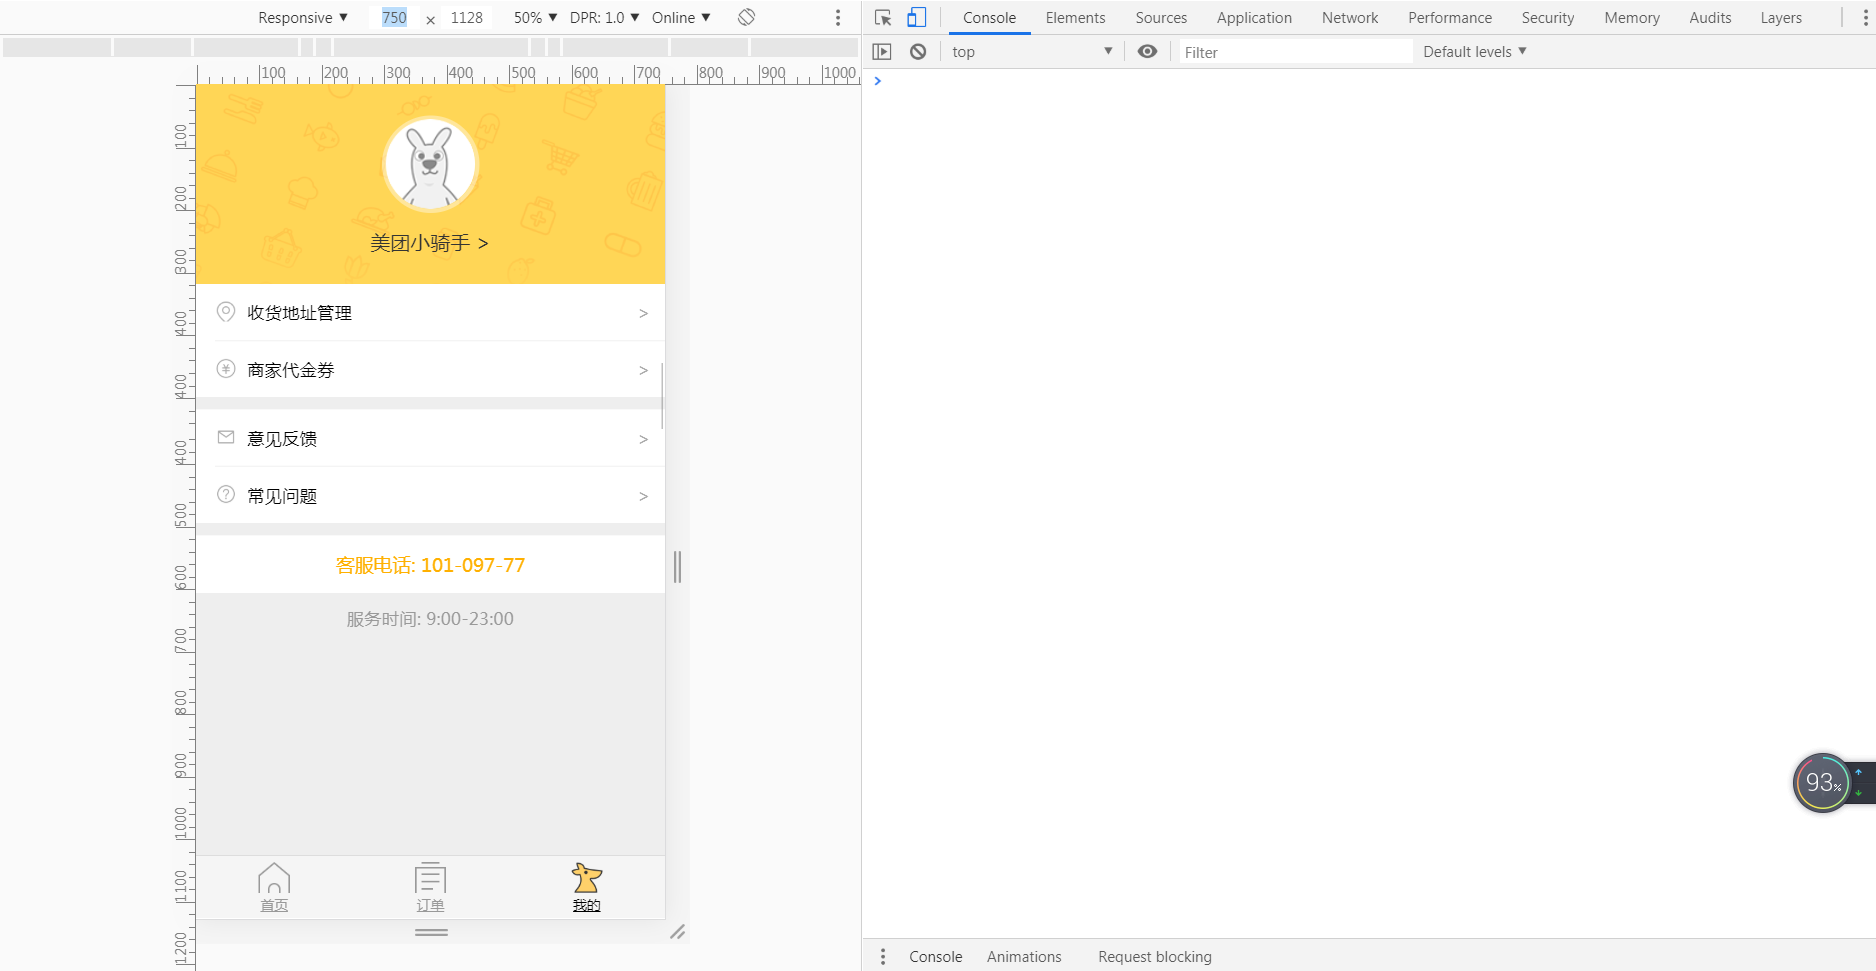 Responsive ▼ 750 × 1128 50% ▼ DPR: 1.0 ▼ Online ▼
Console Elements Sources Application Network Performance Security Memory Audits Layers
top ▼ Filter Default levels ▼
100 200 300 400 500 600 700 800 900 1000
100
200
300
400
400
400
500
600
700
800
900
1000
1100
1200
美团小骑手 >
收货地址管理 >
¥ 商家代金券 >
意见反馈 >
? 常见问题 >
客服电话: 101-097-77
服务时间: 9:00-23:00
首页 订单 我的
>
93%
Console Animations Request blocking